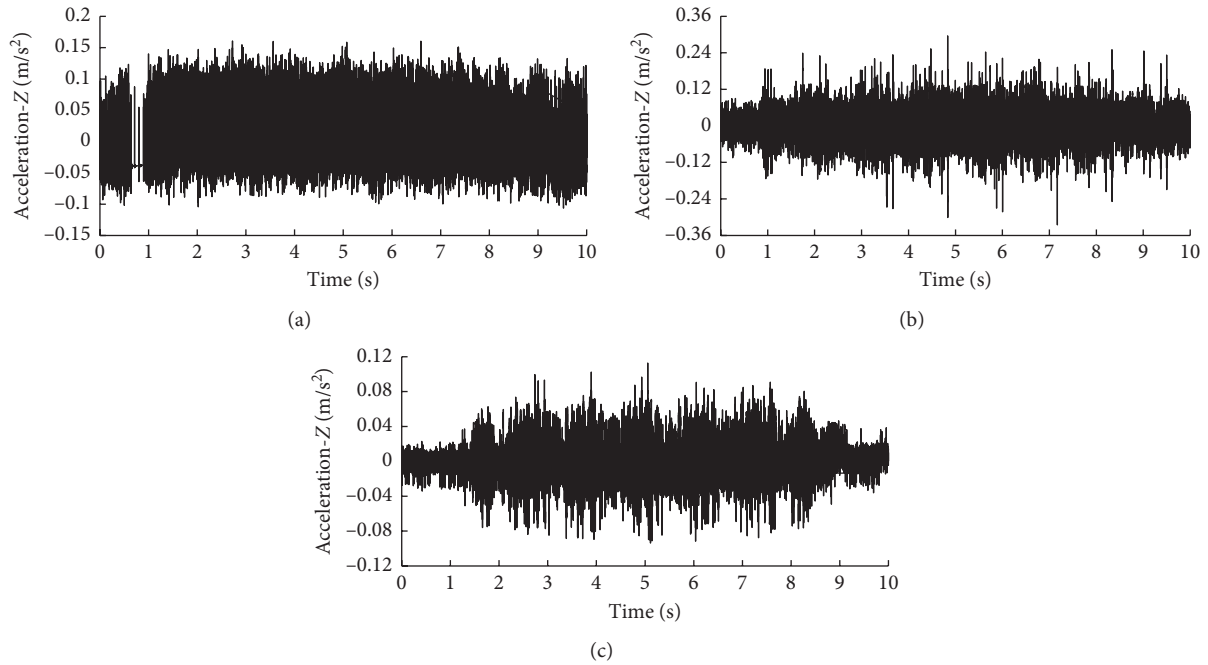 0.2
0.15
0.1
0.05
0
–0.05
–0.1
–0.15
Acceleration-Z (m/s²)
0 1 2 3 4 5 6 7 8 9 10
Time (s)
(a)
0.36
0.24
0.12
0
–0.12
–0.24
–0.36
Acceleration-Z (m/s²)
0 1 2 3 4 5 6 7 8 9 10
Time (s)
(b)
0.12
0.08
0.04
0
–0.04
–0.08
–0.12
Acceleration-Z (m/s²)
0 1 2 3 4 5 6 7 8 9 10
Time (s)
(c)